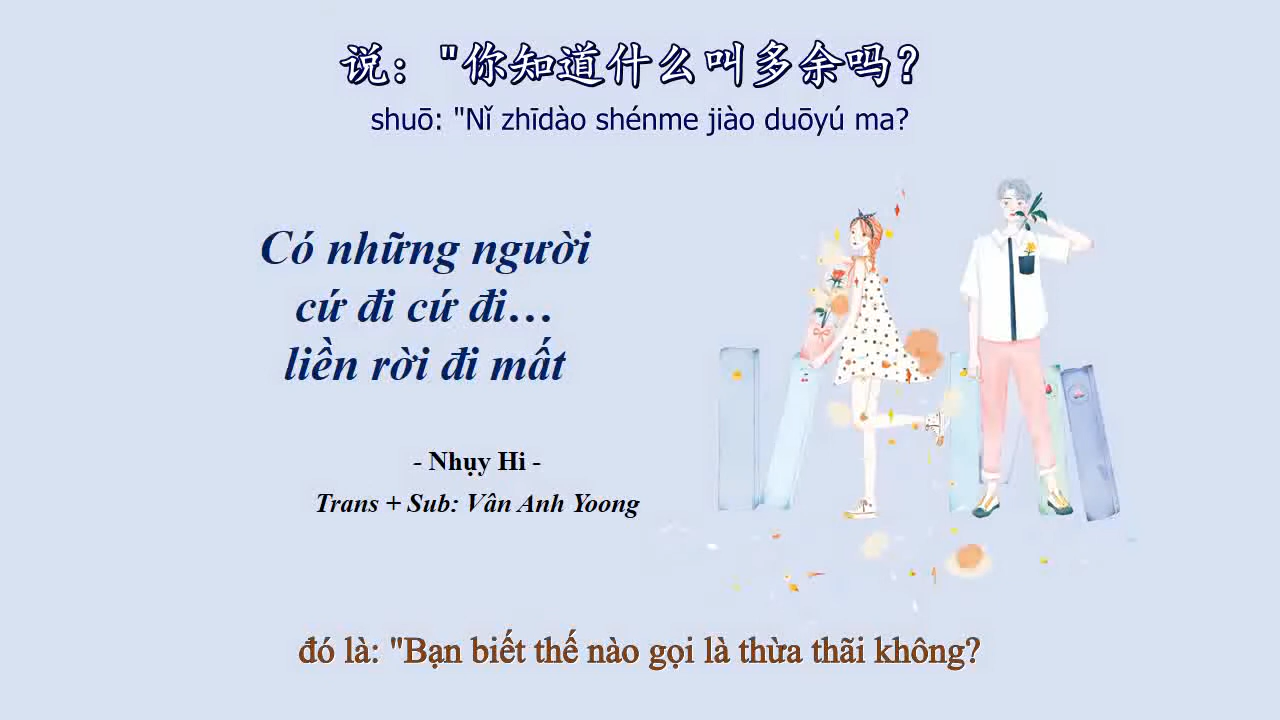 说："你知道什么叫多余吗？
shuō: "Nǐ zhīdào shénme jiào duōyú ma?
Có những người
cứ đi cứ đi…
liền rời đi mất
- Nhụy Hi -
Trans + Sub: Vân Anh Yoong
đó là: "Bạn biết thế nào gọi là thừa thãi không?